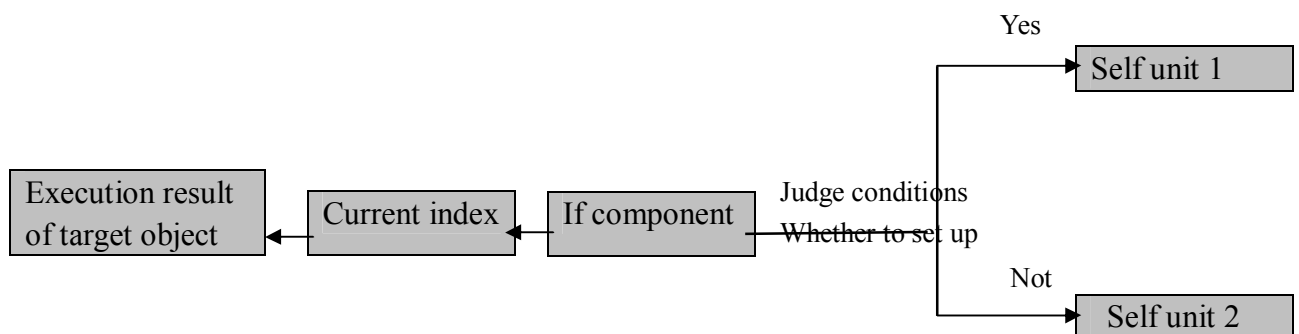 Yes
Self unit 1
Execution result
of target object
Current index
If component
Judge conditions
Whether to set up
Not
Self unit 2